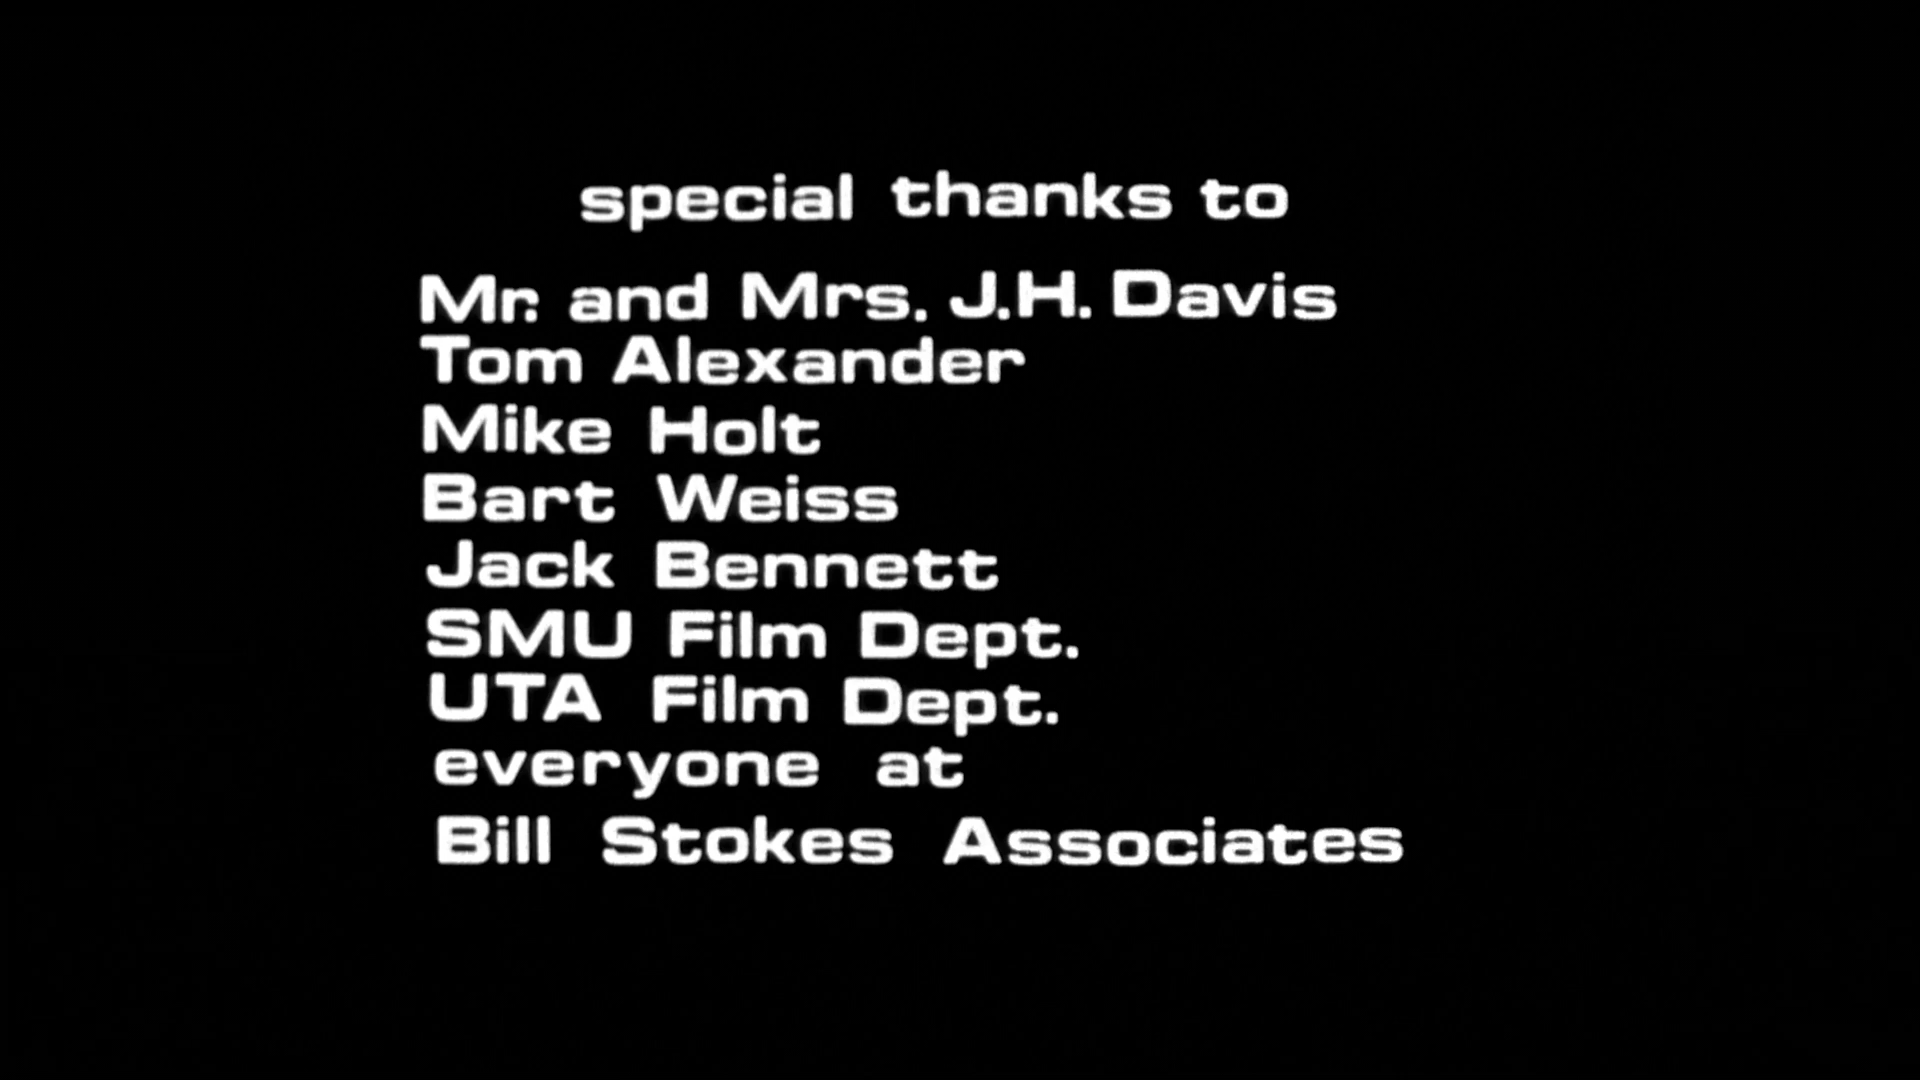 special thanks to
Mr. and Mrs. J.H. Davis
Tom Alexander
Mike Holt
Bart Weiss
Jack Bennett
SMU Film Dept.
UTA Film Dept.
everyone at
Bill Stokes Associates